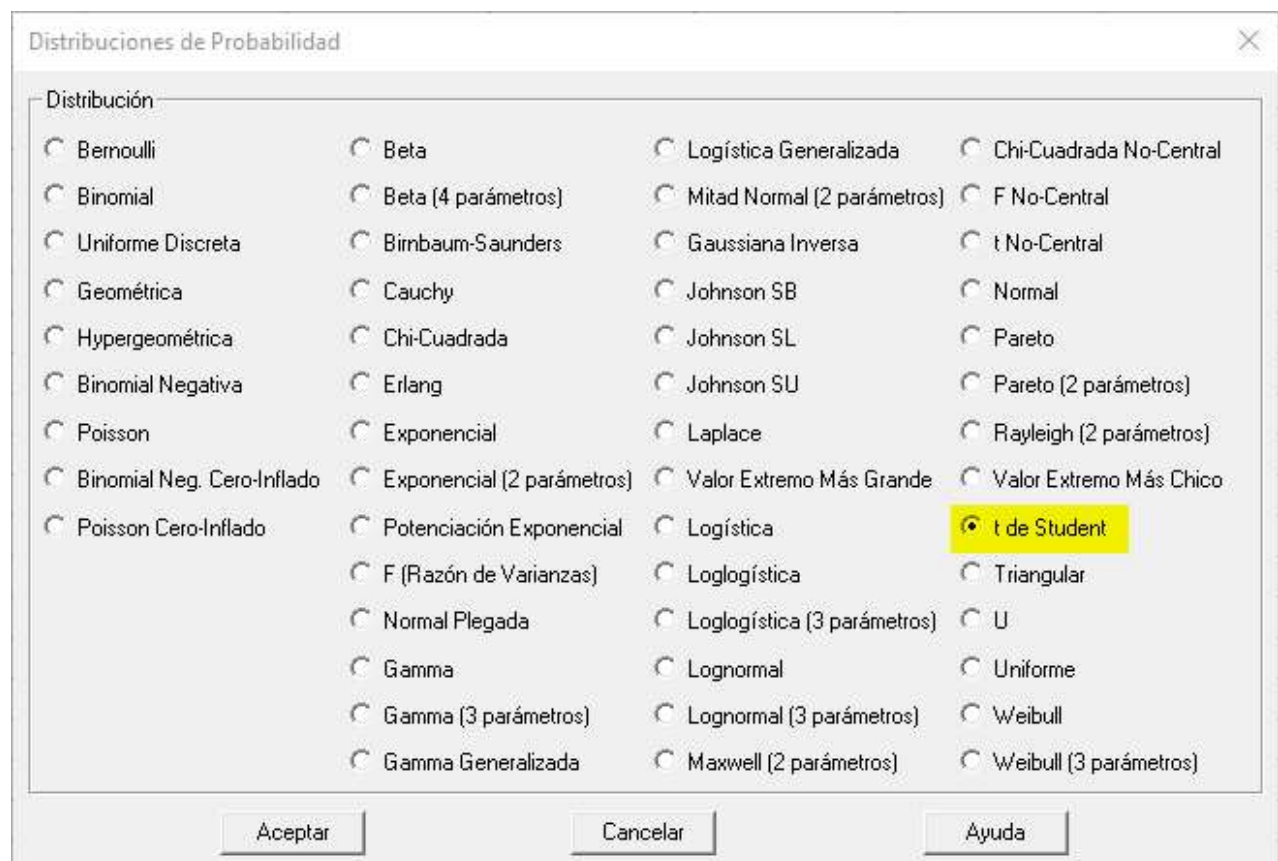 Distribuciones de Probabilidad
Distribución
Bernoulli
Binomial
Uniforme Discreta
Geométrica
Hypergeométrica
Binomial Negativa
Poisson
Binomial Neg. Cero-Inflado
Poisson Cero-Inflado
Beta
Beta (4 parámetros)
Birnbaum-Saunders
Cauchy
Chi-Cuadrada
Erlang
Exponencial
Exponencial (2 parámetros)
Potenciación Exponencial
F (Razón de Varianzas)
Normal Plegada
Gamma
Gamma (3 parámetros)
Gamma Generalizada
Logística Generalizada
Mitad Normal (2 parámetros)
Gaussiana Inversa
Johnson SB
Johnson SL
Johnson SU
Laplace
Valor Extremo Más Grande
Logística
Loglogística
Loglogística (3 parámetros)
Lognormal
Lognormal (3 parámetros)
Maxwell (2 parámetros)
Chi-Cuadrada No-Central
F No-Central
t No-Central
Normal
Pareto
Pareto (2 parámetros)
Rayleigh (2 parámetros)
Valor Extremo Más Chico
t de Student
Triangular
U
Uniforme
Weibull
Weibull (3 parámetros)
Aceptar
Cancelar
Ayuda